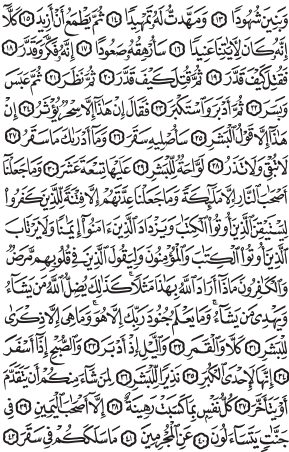 وَبَنِينَ شُهُودًا ١٣ وَمَهَّدتُّ لَهُۥ تَمْهِيدًا ١٤ ثُمَّ يَطْمَعُ أَنْ أَزِيدَ ١٥ كَلَّآ
إِنَّهُۥ كَانَ لِءَايَٰتِنَا عَنِيدًا ١٦ سَأُرْهِقُهُۥ صَعُودًا ١٧ إِنَّهُۥ فَكَّرَ وَقَدَّرَ ١٨
فَقُتِلَ كَيْفَ قَدَّرَ ١٩ ثُمَّ قُتِلَ كَيْفَ قَدَّرَ ٢٠ ثُمَّ نَظَرَ ٢١ ثُمَّ عَبَسَ
وَبَسَرَ ٢٢ ثُمَّ أَدْبَرَ وَٱسْتَكْبَرَ ٢٣ فَقَالَ إِنْ هَٰذَآ إِلَّا سِحْرٌ يُؤْثَرُ ٢٤ إِنْ
هَٰذَآ إِلَّا قَوْلُ ٱلْبَشَرِ ٢٥ سَأُصْلِيهِ سَقَرَ ٢٦ وَمَآ أَدْرَىٰكَ مَا سَقَرُ ٢٧
لَا تُبْقِى وَلَا تَذَرُ ٢٨ لَوَّاحَةٌ لِّلْبَشَرِ ٢٩ عَلَيْهَا تِسْعَةَ عَشَرَ ٣٠ وَمَا جَعَلْنَآ
أَصْحَٰبَ ٱلنَّارِ إِلَّا مَلَٰٓئِكَةً وَمَا جَعَلْنَا عِدَّتَهُمْ إِلَّا فِتْنَةً لِّلَّذِينَ كَفَرُوا۟
لِيَسْتَيْقِنَ ٱلَّذِينَ أُوتُوا۟ ٱلْكِتَٰبَ وَيَزْدَادَ ٱلَّذِينَ ءَامَنُوٓا۟ إِيمَٰنًا وَلَا يَرْتَابَ
ٱلَّذِينَ أُوتُوا۟ ٱلْكِتَٰبَ وَٱلْمُؤْمِنُونَ وَلِيَقُولَ ٱلَّذِينَ فِى قُلُوبِهِم مَّرَضٌ
وَٱلْكَٰفِرُونَ مَاذَآ أَرَادَ ٱللَّهُ بِهَٰذَا مَثَلًا كَذَٰلِكَ يُضِلُّ ٱللَّهُ مَن يَشَآءُ
وَيَهْدِى مَن يَشَآءُ وَمَا يَعْلَمُ جُنُودَ رَبِّكَ إِلَّا هُوَ وَمَا هِىَ إِلَّا ذِكْرَىٰ
لِلْبَشَرِ ٣١ كَلَّا وَٱلْقَمَرِ ٣٢ وَٱلَّيْلِ إِذْ أَدْبَرَ ٣٣ وَٱلصُّبْحِ إِذَآ أَسْفَرَ
٣٤ إِنَّهَا لَإِحْدَى ٱلْكُبَرِ ٣٥ نَذِيرًا لِّلْبَشَرِ ٣٦ لِمَن شَآءَ مِنكُمْ أَن يَتَقَدَّمَ
أَوْ يَتَأَخَّرَ ٣٧ كُلُّ نَفْسٍۭ بِمَا كَسَبَتْ رَهِينَةٌ ٣٨ إِلَّآ أَصْحَٰبَ ٱلْيَمِينِ ٣٩ فِى
جَنَّٰتٍ يَتَسَآءَلُونَ ٤٠ عَنِ ٱلْمُجْرِمِينَ ٤١ مَا سَلَكَكُمْ فِى سَقَرَ ٤٢